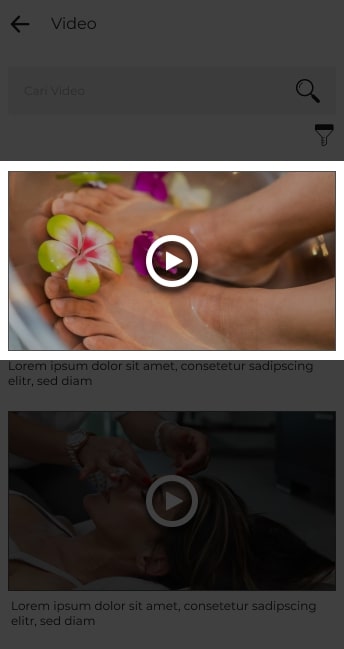 Video
Cari Video
Lorem ipsum dolor sit amet, consetetur sadipscing
elitr, sed diam
Lorem ipsum dolor sit amet, consetetur sadipscing
elitr, sed diam